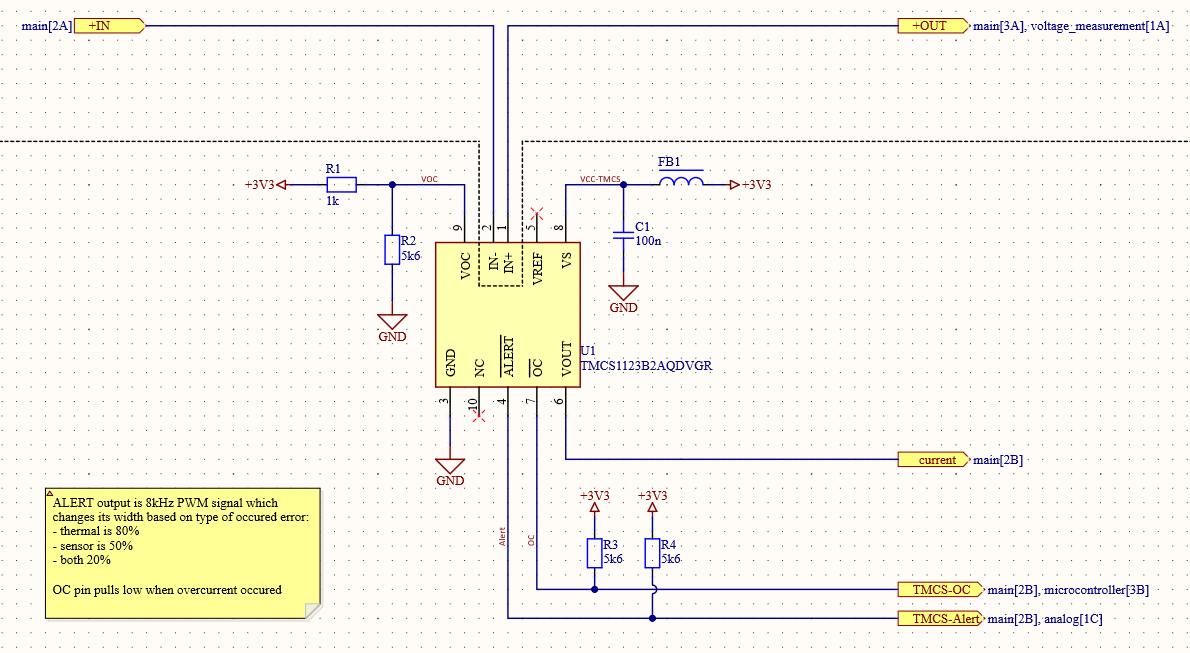 main[2A] +IN
+OUT main[3A], voltage_measurement[1A]
R1
+3V3
1k
VOC
R2
5k6
GND
FB1
VCC-TMCS
+3V3
C1
100n
GND
9 2 1 5 8
VOC IN- IN+ VREF VS
GND NC ALERT OC VOUT
3 10 4 7 6
U1
TMCS1123B2AQDVGR
GND
current main[2B]
+3V3 +3V3
R3 R4
5k6 5k6
Alert OC
TMCS-OC main[2B], microcontroller[3B]
TMCS-Alert main[2B], analog[1C]
ALERT output is 8kHz PWM signal which
changes its width based on type of occured error:
- thermal is 80%
- sensor is 50%
- both 20%
OC pin pulls low when overcurrent occured